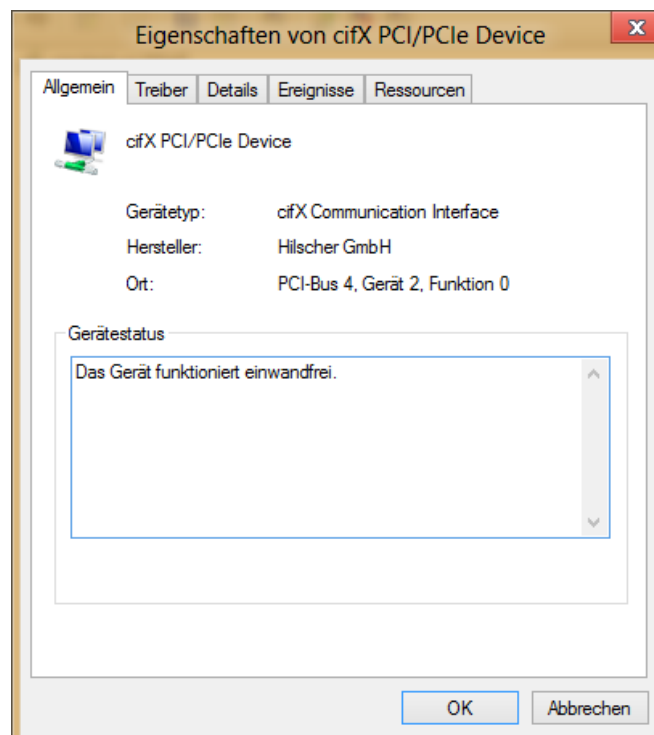 Eigenschaften von cifX PCI/PCIe Device
x
Allgemein Treiber Details Ereignisse Ressourcen
cifX PCI/PCIe Device
Gerätetyp: cifX Communication Interface
Hersteller: Hilscher GmbH
Ort: PCI-Bus 4, Gerät 2, Funktion 0
Gerätestatus
Das Gerät funktioniert einwandfrei.
OK Abbrechen